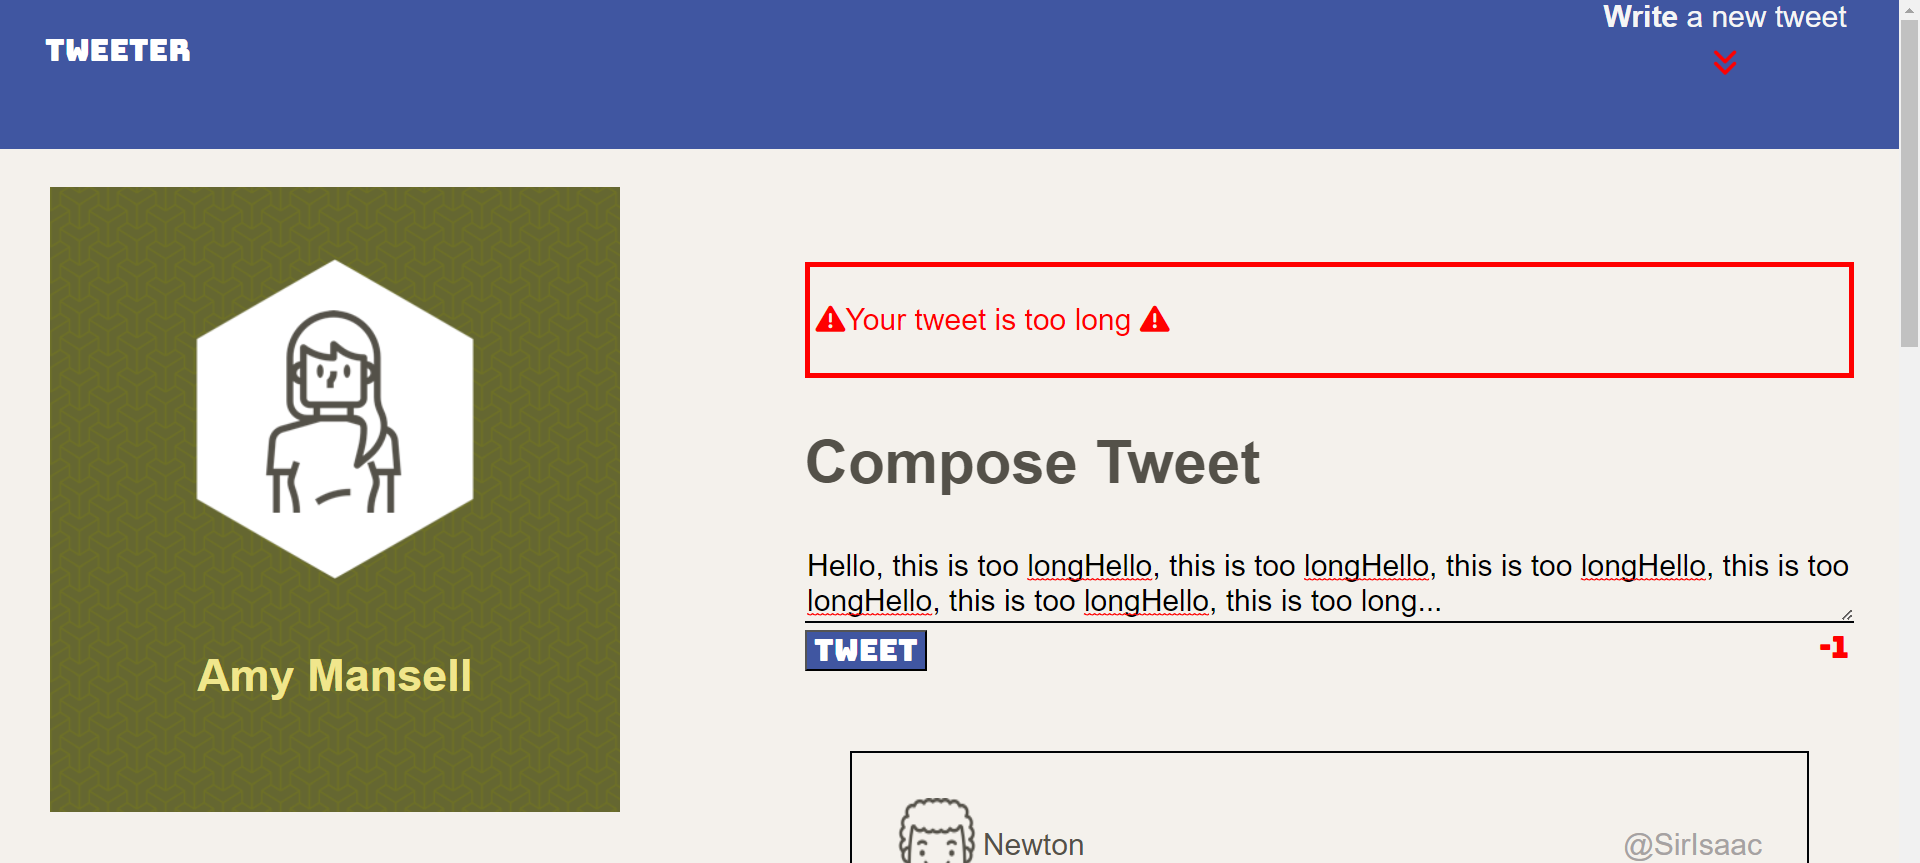 TWEETER
Write a new tweet
Your tweet is too long
Compose Tweet
Hello, this is too longHello, this is too longHello, this is too longHello, this is too
longHello, this is too longHello, this is too long...
TWEET
-1
Amy Mansell
Newton
@SirIsaac